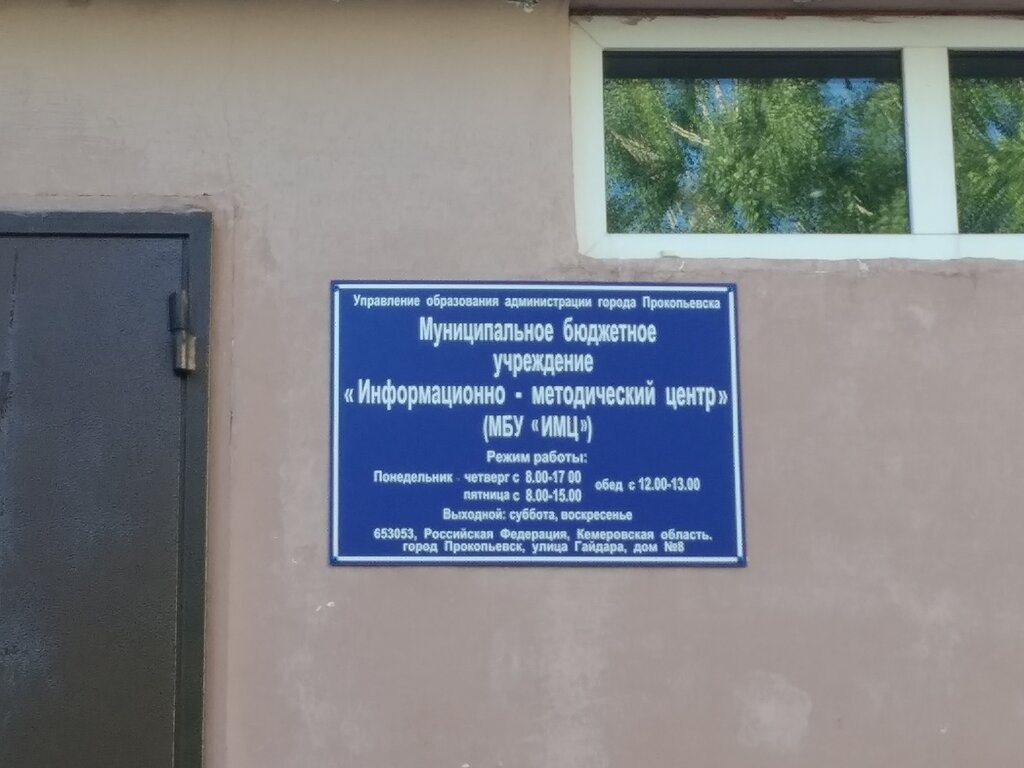 Управление образования администрации города Прокопьевска
Муниципальное бюджетное
учреждение
«Информационно - методический центр»
(МБУ «ИМЦ»)
Режим работы:
Понедельник - четверг с 8.00-17 00
пятница с 8.00-15.00
обед с 12.00-13.00
Выходной: суббота, воскресенье
653053, Российская Федерация, Кемеровская область.
город Прокопьевск, улица Гайдара, дом №8